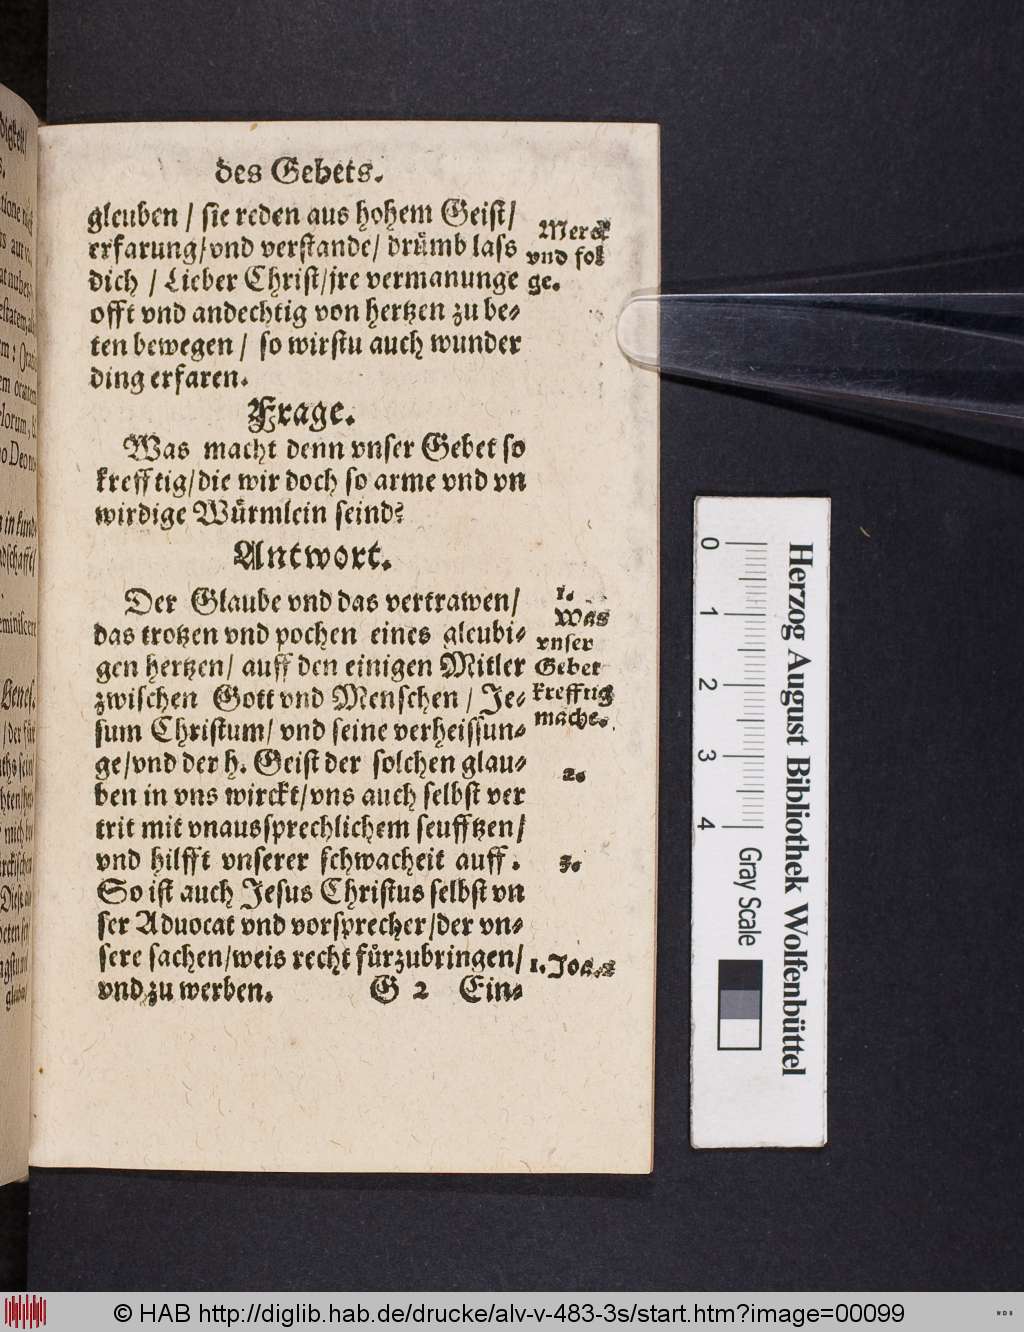 des Gebets.
gleuben / sie reden aus hohem Geist/
erfarung/vnd verstande/ drümb lass
dich / Lieber Christ/jre vermanunge
offt vnd andechtig von hertzen zu be-
ten bewegen / so wirstu auch wunder
ding erfaren.
Merck
vnd fol
ge.
Frage.
Was macht denn vnser Gebet so
krefftig/die wir doch so arme vnd vn
wirdige Würmlein seind?
Antwort.
Der Glaube vnd das vertrawen/
das trotzen vnd pochen eines gleubi-
gen hertzen/ auff den einigen Mitler
zwischen Gott vnd Menschen / Je-
sum Christum/ vnd seine verheissun-
ge/vnd der h. Geist der solchen glau-
ben in vns wirckt/vns auch selbst ver
trit mit vnaussprechlichem seufftzen/
vnd hilfft vnserer schwacheit auff.
So ist auch Jesus Christus selbst vn
ser Aduocat vnd vorsprecher/der vn-
sere sachen/weis recht fürzubringen/
vnd zu werben. G 2 Ein-
1.
Was
vnser
Gebet
krefftig
mache.
2.
3.
1. Joa. 2
0 1 2 3 4 Gray Scale
Herzog August Bibliothek Wolfenbüttel
© HAB http://diglib.hab.de/drucke/alv-v-483-3s/start.htm?image=00099